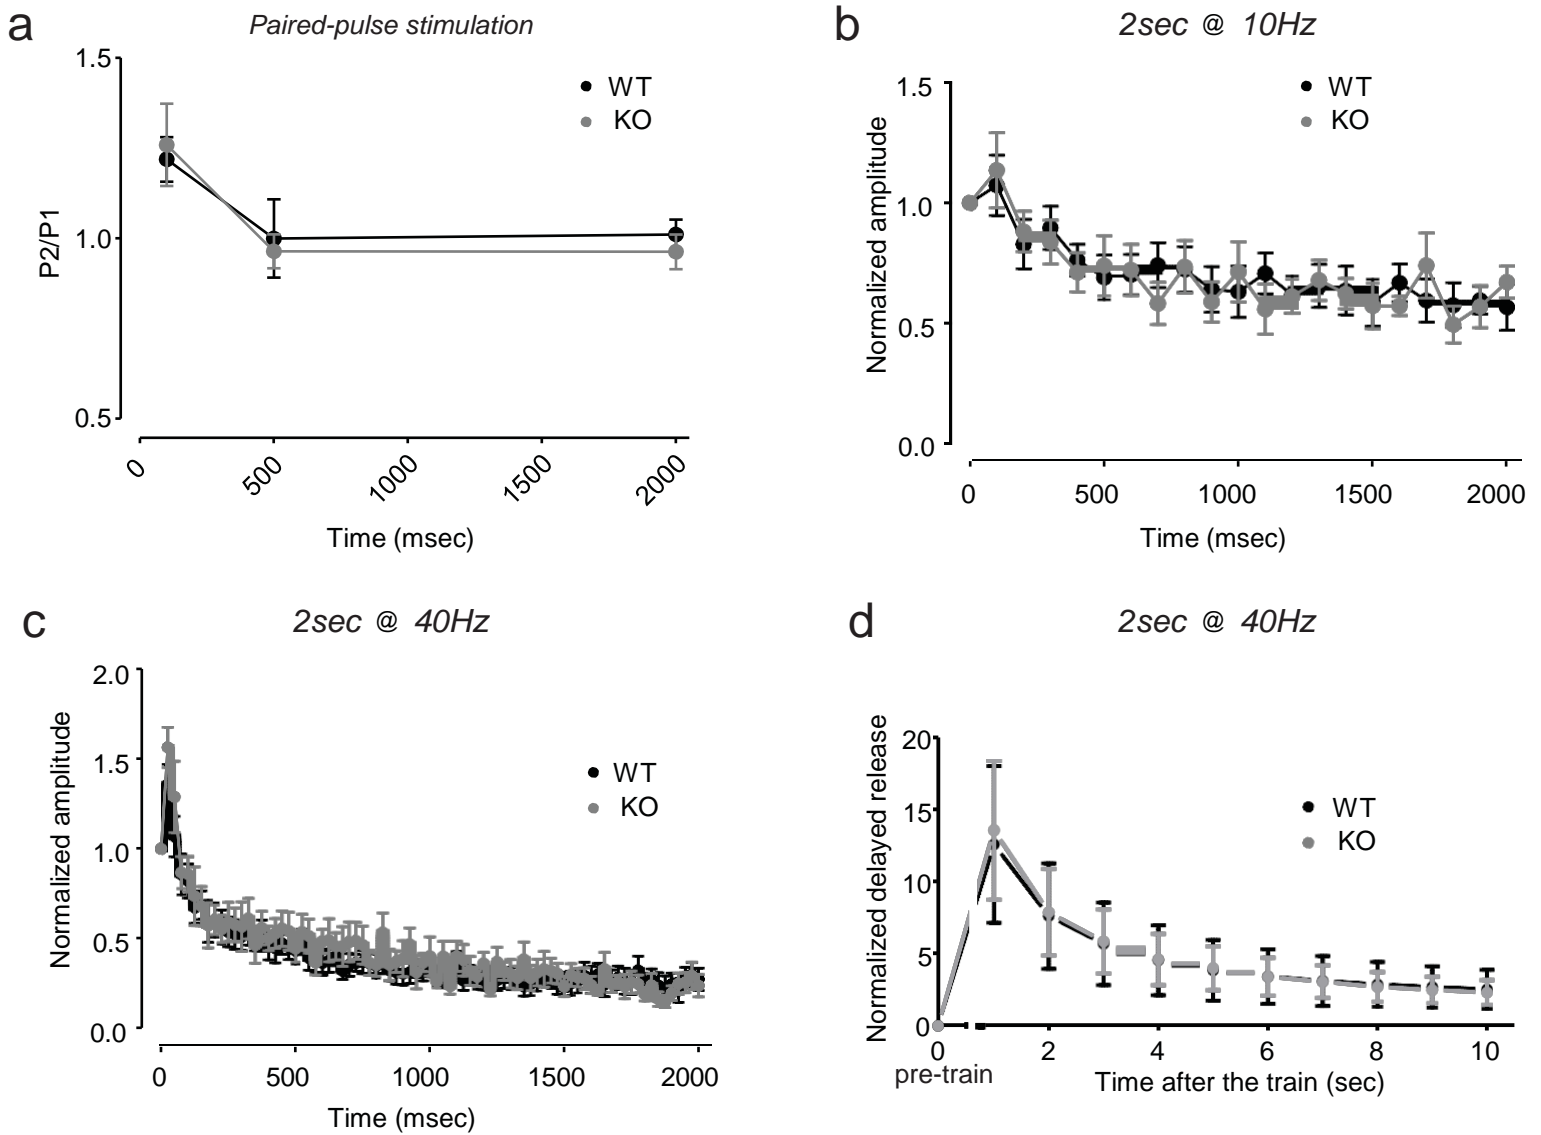 a
Paired-pulse stimulation
1.5
1.0
0.5
P2/P1
WT
KO
0
500
1000
1500
2000
Time (msec)
b
2sec @ 10Hz
1.5
1.0
0.5
0.0
Normalized amplitude
WT
KO
0
500
1000
1500
2000
Time (msec)
c
2sec @ 40Hz
2.0
1.5
1.0
0.5
0.0
Normalized amplitude
WT
KO
0
500
1000
1500
2000
Time (msec)
d
2sec @ 40Hz
20
15
10
5
0
Normalized delayed release
WT
KO
0
2
4
6
8
10
pre-train
Time after the train (sec)